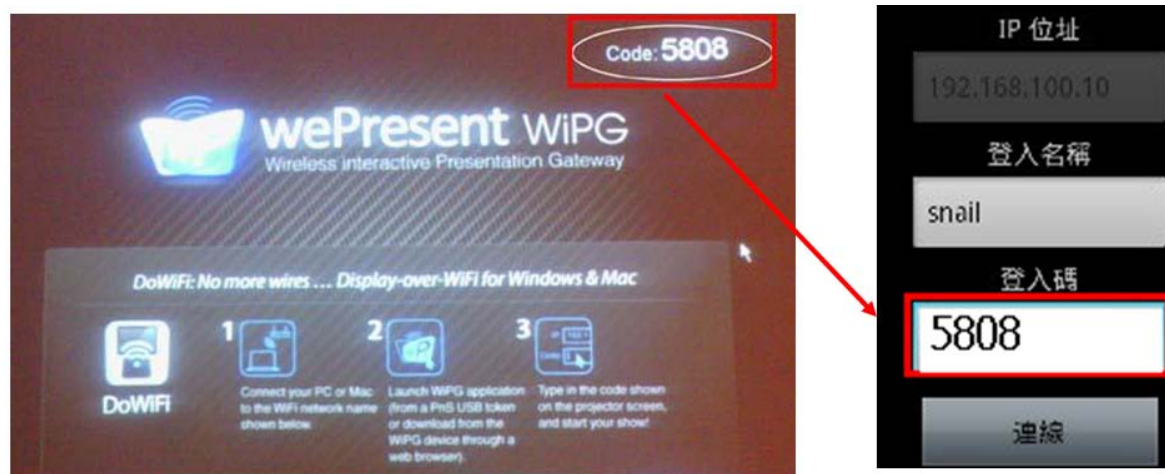 Code: 5808
wePresent WiPG
Wireless interactive Presentation Gateway
DoWiFi: No more wires ... Display-over-WiFi for Windows & Mac
DoWiFi
1
Connect your PC or Mac
to the WiFi network name
shown below.
2
Launch WiPG application
(from a PnS USB token
or download from the
WiPG device through a
web browser).
3
Type in the code shown
on the projector screen,
and start your show!
IP 位址
192.168.100.10
登入名稱
snail
登入碼
5808
連線